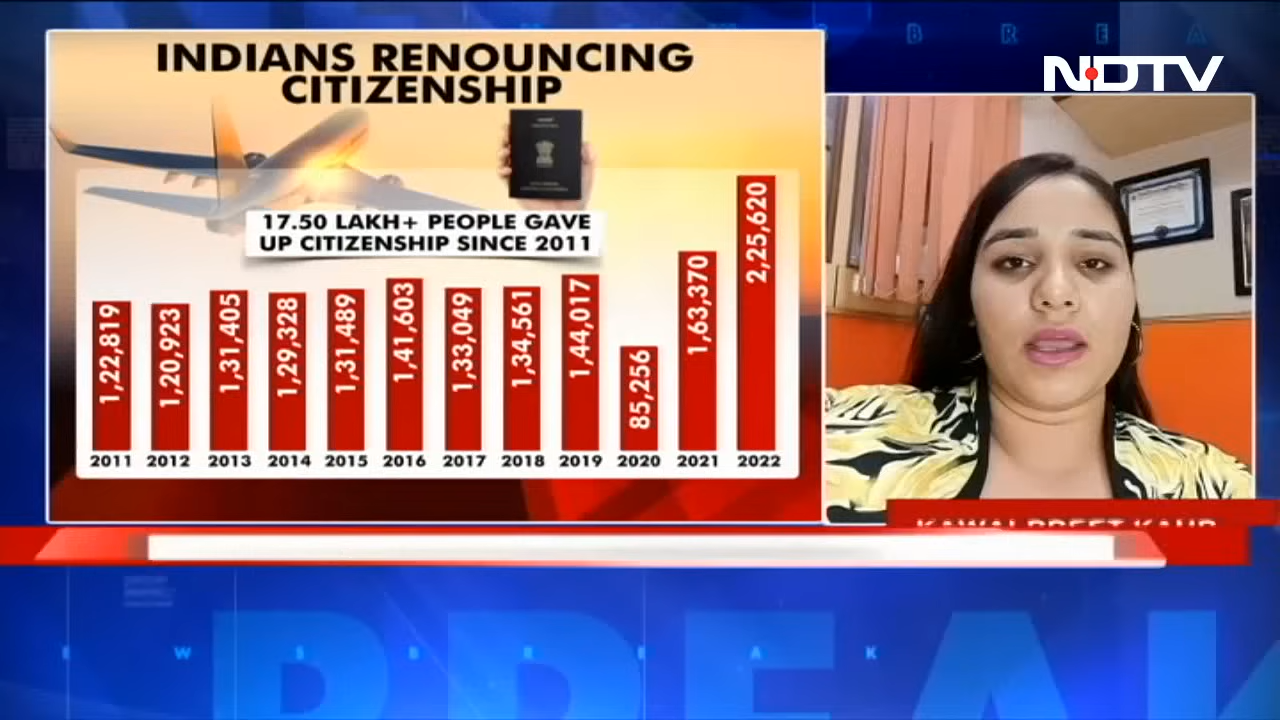 INDIANS RENOUNCING
CITIZENSHIP
NDTV
17.50 LAKH+ PEOPLE GAVE
UP CITIZENSHIP SINCE 2011
1,22,819
1,20,923
1,31,405
1,29,328
1,31,489
1,41,603
1,33,049
1,34,561
1,44,017
85,256
1,63,370
2,25,620
2011 2012 2013 2014 2015 2016 2017 2018 2019 2020 2021 2022
KAWALPREET KAUR
B R E A
E W S B R E A K
BREAK